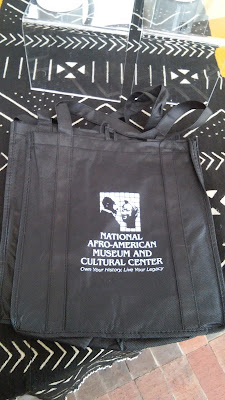 NATIONAL
AFRO-AMERICAN
MUSEUM AND
CULTURAL CENTER
Own Your History, Live Your Legacy